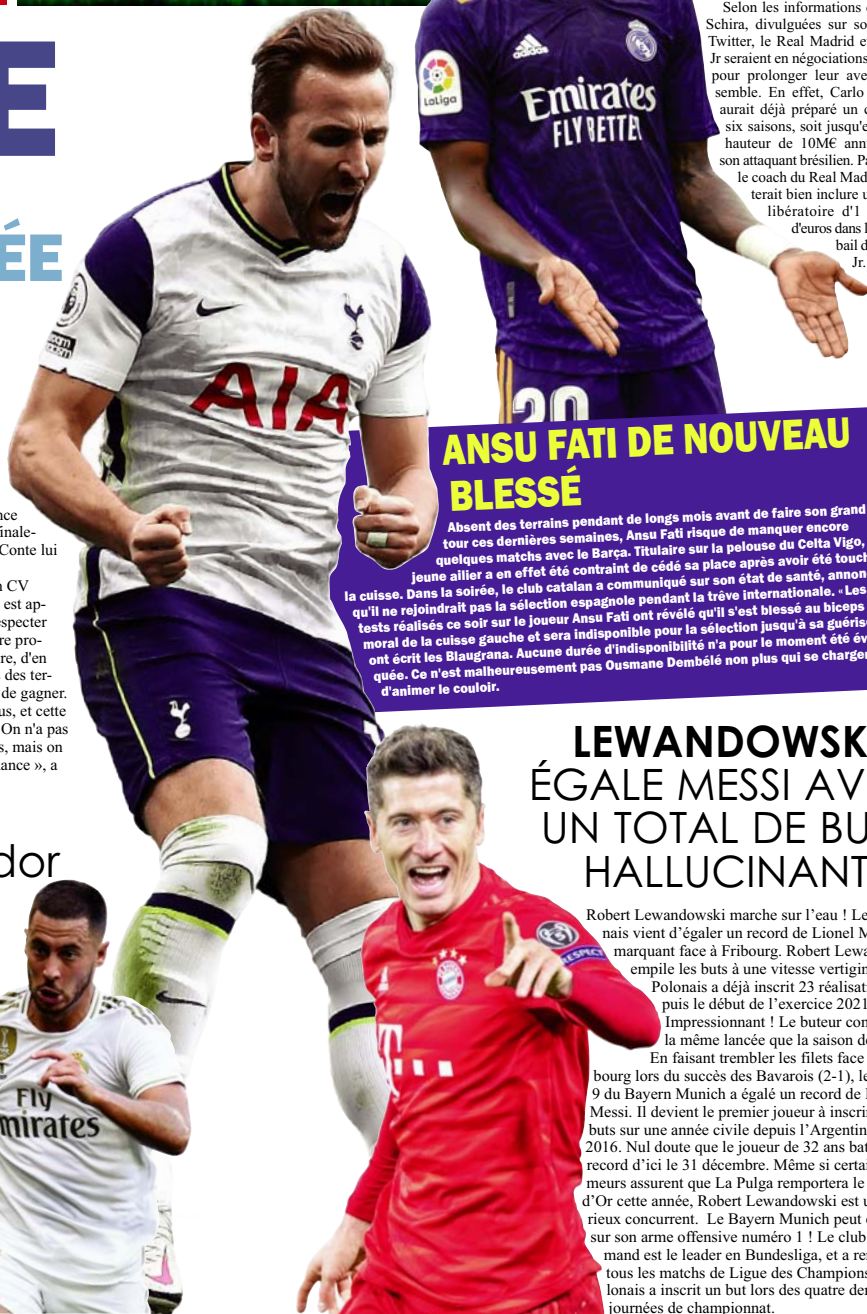 E
ÉE
Selon les informations
Schira, divulguées sur so
Twitter, le Real Madrid e
Jr seraient en négociations
pour prolonger leur ave
semble. En effet, Carlo
aurait déjà préparé un
six saisons, soit jusqu'e
hauteur de 10M€ ann
son attaquant brésilien. Pa
le coach du Real Mad
terait bien inclure u
libératoire d'1
d'euros dans l
bail d
Jr.
adidas
LaLiga
Emirates
FLY BETTER
20
AIA
nce
inale-
Conte lui
n CV
est ap-
especter
re pro-
re, d'en
des ter-
de gagner.
us, et cette
On n'a pas
s, mais on
ance », a
dor
Fly
mirates
ANSU FATI DE NOUVEAU
BLESSÉ
Absent des terrains pendant de longs mois avant de faire son grand
tour ces dernières semaines, Ansu Fati risque de manquer encore
quelques matchs avec le Barça. Titulaire sur la pelouse du Celta Vigo,
jeune ailier a en effet été contraint de cédé sa place après avoir été touch
la cuisse. Dans la soirée, le club catalan a communiqué sur son état de santé, annon
qu'il ne rejoindrait pas la sélection espagnole pendant la trêve internationale. «Les
tests réalisés ce soir sur le joueur Ansu Fati ont révélé qu'il s'est blessé au biceps
moral de la cuisse gauche et sera indisponible pour la sélection jusqu'à sa guériso
ont écrit les Blaugrana. Aucune durée d'indisponibilité n'a pour le moment été év
quée. Ce n'est malheureusement pas Ousmane Dembélé non plus qui se charger
d'animer le couloir.
LEWANDOWSK
ÉGALE MESSI AV
UN TOTAL DE BU
HALLUCINANT
RESPECT
T
Robert Lewandowski marche sur l'eau ! Le
nais vient d'égaler un record de Lionel M
marquant face à Fribourg. Robert Lewa
empile les buts à une vitesse vertigin
Polonais a déjà inscrit 23 réalisat
puis le début de l'exercice 2021
Impressionnant ! Le buteur con
la même lancée que la saison de
En faisant trembler les filets face
bourg lors du succès des Bavarois (2-1), le
9 du Bayern Munich a égalé un record de
Messi. Il devient le premier joueur à inscri
buts sur une année civile depuis l'Argentin
2016. Nul doute que le joueur de 32 ans bat
record d'ici le 31 décembre. Même si certai
meurs assurent que La Pulga remportera le
d'Or cette année, Robert Lewandowski est u
rieux concurrent. Le Bayern Munich peut
sur son arme offensive numéro 1 ! Le club
mand est le leader en Bundesliga, et a re
tous les matchs de Ligue des Champions
lonais a inscrit un but lors des quatre der
journées de championnat.